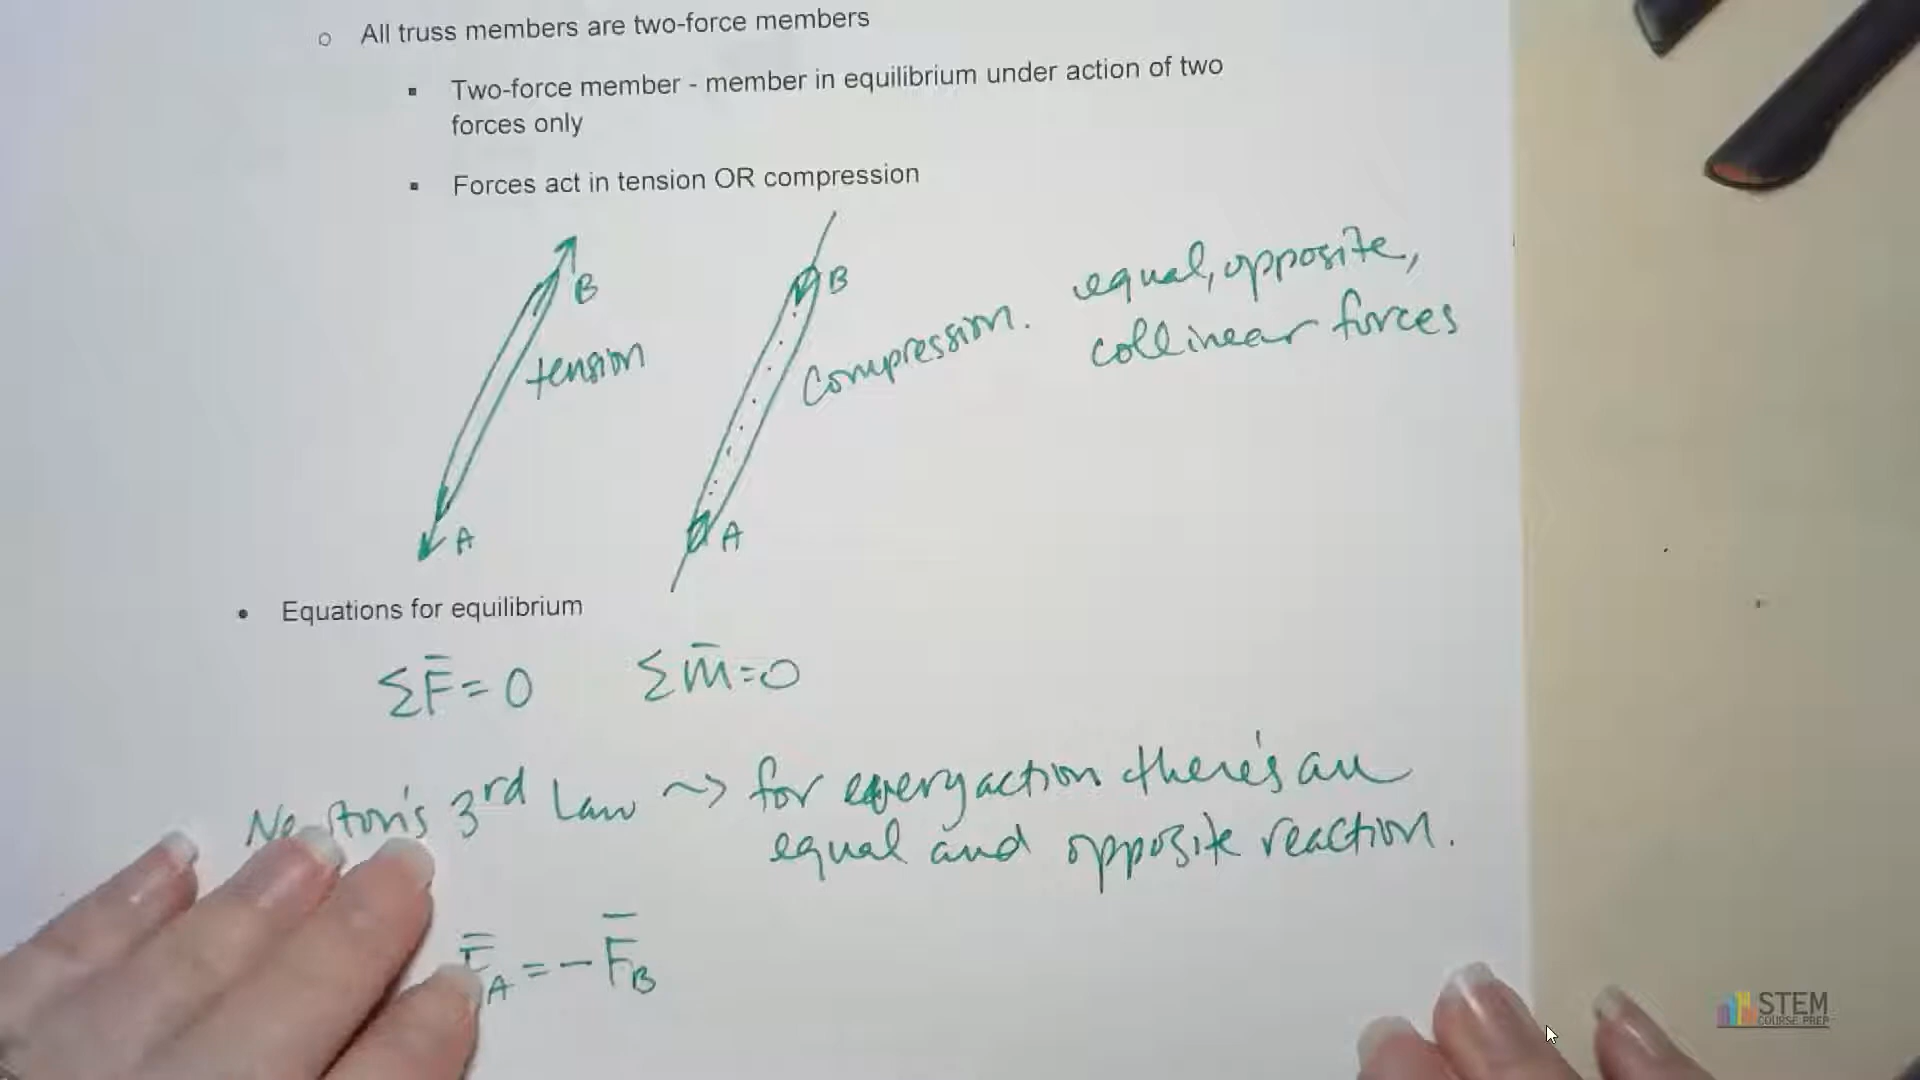 All truss members are two-force members
Two-force member - member in equilibrium under action of two
forces only
Forces act in tension OR compression
B
tension
A
B
Compression.
A
equal, opposite,
collinear forces
Equations for equilibrium
ΣF̅ = 0 ΣM̅ = 0
3rd Law ~> for every action there's an
equal and opposite reaction.
F̅A = - F̅B
STEM
COURSE PREP